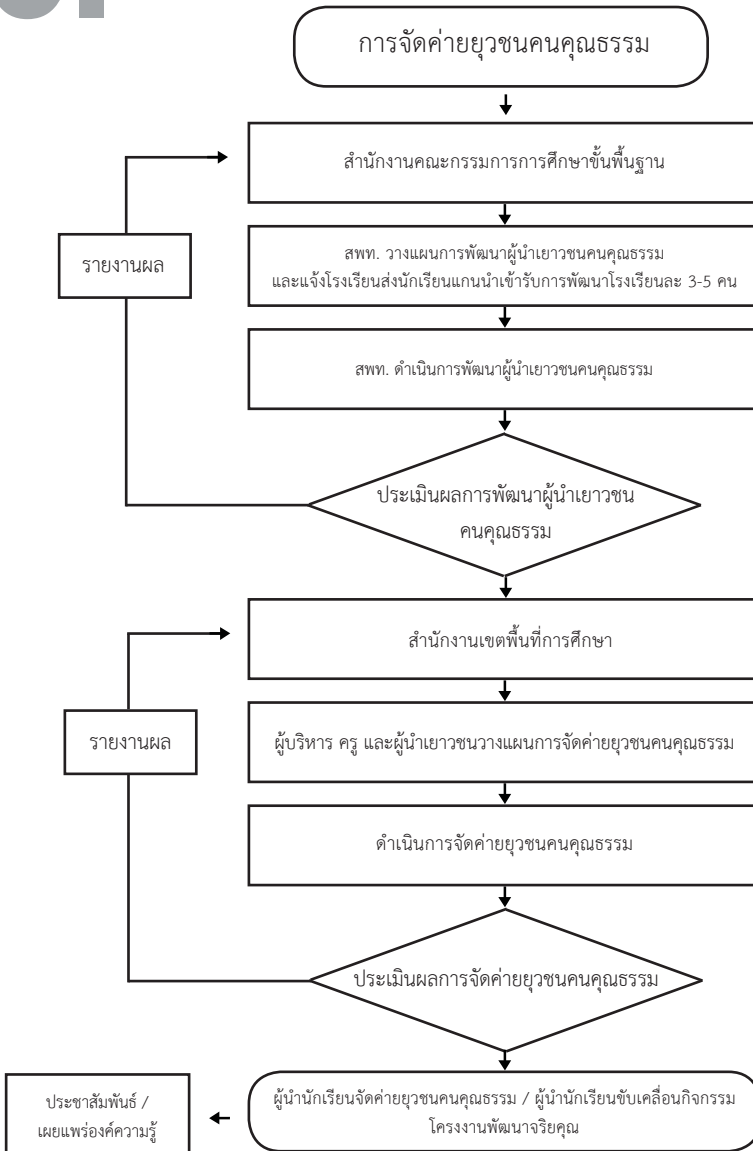 การจัดค่ายยุวชนคนคุณธรรม
สำนักงานคณะกรรมการการศึกษาขั้นพื้นฐาน
รายงานผล
สพท. วางแผนการพัฒนาผู้นำเยาวชนคนคุณธรรม
และแจ้งโรงเรียนส่งนักเรียนแกนนำเข้ารับการพัฒนาโรงเรียนละ 3-5 คน
สพท. ดำเนินการพัฒนาผู้นำเยาวชนคนคุณธรรม
ประเมินผลการพัฒนาผู้นำเยาวชน
คนคุณธรรม
สำนักงานเขตพื้นที่การศึกษา
รายงานผล
ผู้บริหาร ครู และผู้นำเยาวชนวางแผนการจัดค่ายยุวชนคนคุณธรรม
ดำเนินการจัดค่ายยุวชนคนคุณธรรม
ประเมินผลการจัดค่ายยุวชนคนคุณธรรม
ผู้นำนักเรียนจัดค่ายยุวชนคนคุณธรรม / ผู้นำนักเรียนขับเคลื่อนกิจกรรม
โครงงานพัฒนาจริยคุณ
ประชาสัมพันธ์ /
เผยแพร่องค์ความรู้